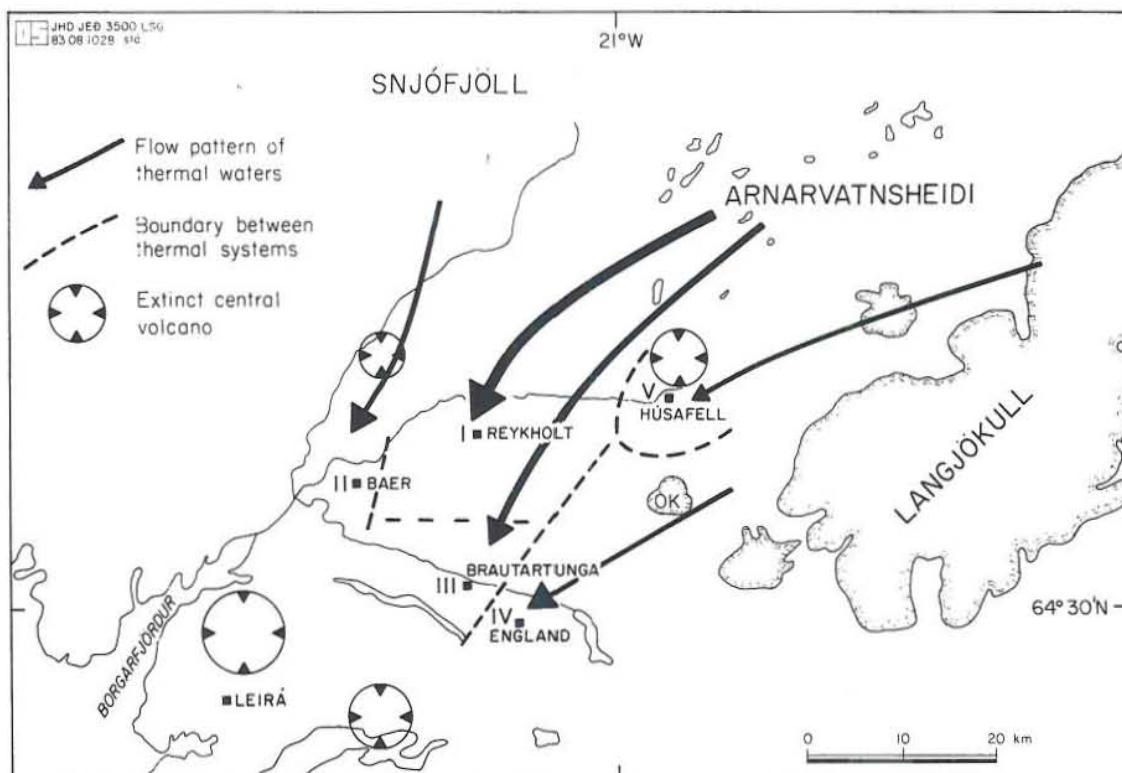 JHD JEÐ 3500 LSG
83.08.1028
21°W
SNJÓFJÖLL
Flow pattern of
thermal waters
ARNARVATNSHEIDI
Boundary between
thermal systems
Extinct central
volcano
V
HÚSAFELL
I REYKHOLT
LANGJÖKULL
II BAER
OK
BRAUTARTUNGA
III
64° 30'N
IV
ENGLAND
BORGARFJÖRDUR
LEIRÁ
0 10 20 km